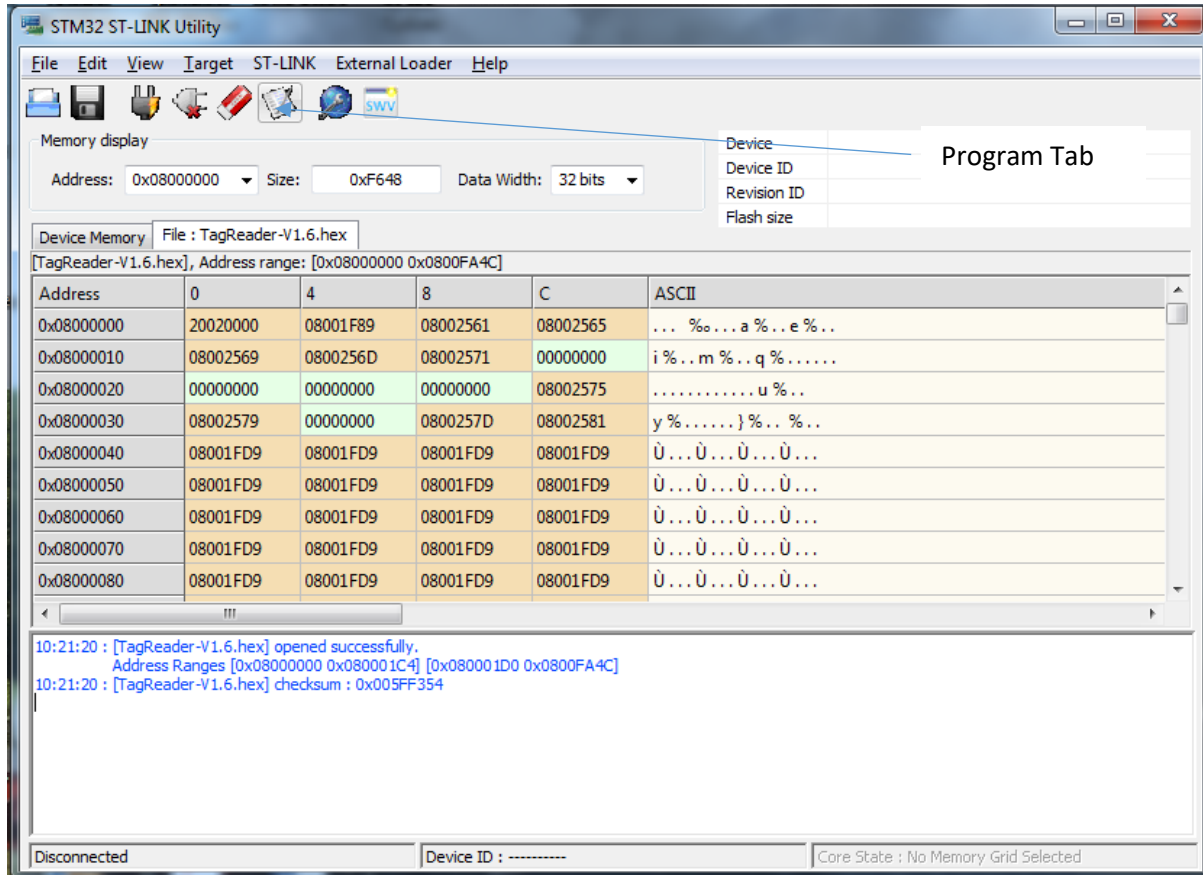 STM32 ST-LINK Utility
File Edit View Target ST-LINK External Loader Help
SWV
Memory display
Address: 0x08000000 Size: 0xF648 Data Width: 32 bits
Device
Device ID
Revision ID
Flash size
Program Tab
Device Memory File : TagReader-V1.6.hex
[TagReader-V1.6.hex], Address range: [0x08000000 0x0800FA4C]
Address 0 4 8 C ASCII
0x08000000 20020000 08001F89 08002561 08002565 ... ‰...a%..e%..
0x08000010 08002569 0800256D 08002571 00000000 i%..m%..q%......
0x08000020 00000000 00000000 00000000 08002575 ............u%..
0x08000030 08002579 00000000 0800257D 08002581 y%......}%.. %..
0x08000040 08001FD9 08001FD9 08001FD9 08001FD9 Ù...Ù...Ù...Ù...
0x08000050 08001FD9 08001FD9 08001FD9 08001FD9 Ù...Ù...Ù...Ù...
0x08000060 08001FD9 08001FD9 08001FD9 08001FD9 Ù...Ù...Ù...Ù...
0x08000070 08001FD9 08001FD9 08001FD9 08001FD9 Ù...Ù...Ù...Ù...
0x08000080 08001FD9 08001FD9 08001FD9 08001FD9 Ù...Ù...Ù...Ù...
10:21:20 : [TagReader-V1.6.hex] opened successfully.
Address Ranges [0x08000000 0x080001C4] [0x080001D0 0x0800FA4C]
10:21:20 : [TagReader-V1.6.hex] checksum : 0x005FF354
Disconnected Device ID : ---------- Core State : No Memory Grid Selected